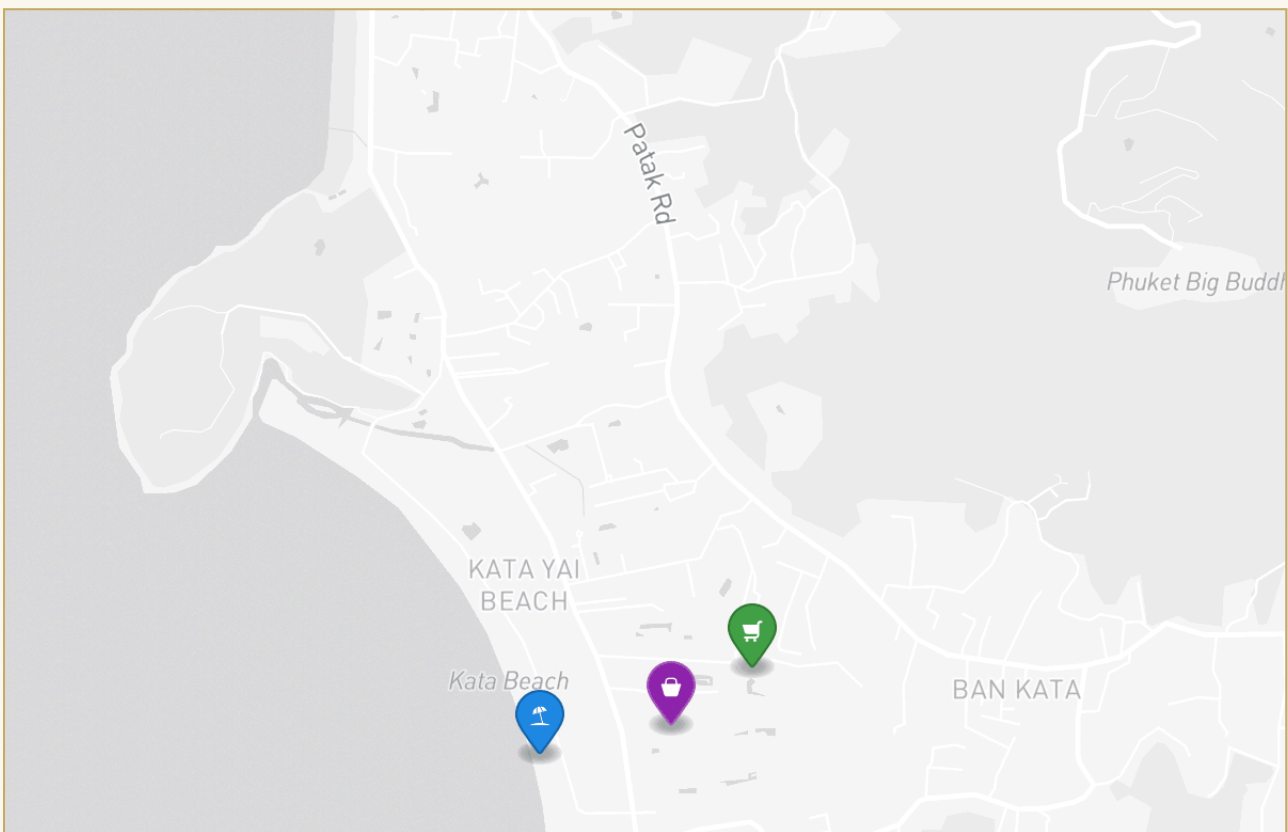 Patak Rd
Phuket Big Buddh
KATA YAI
BEACH
Kata Beach
BAN KATA